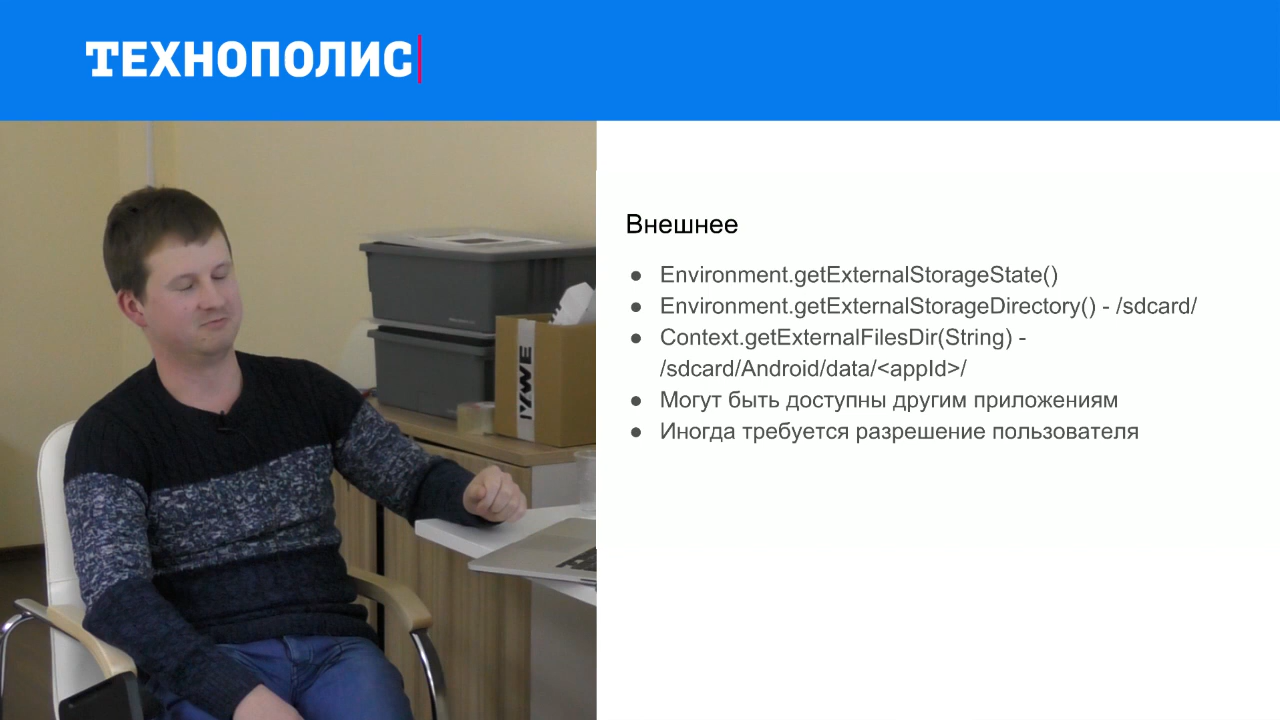 ТЕХНОПОЛИС
Внешнее
● Environment.getExternalStorageState()
● Environment.getExternalStorageDirectory() - /sdcard/
● Context.getExternalFilesDir(String) -
/sdcard/Android/data/<appId>/
● Могут быть доступны другим приложениям
● Иногда требуется разрешение пользователя